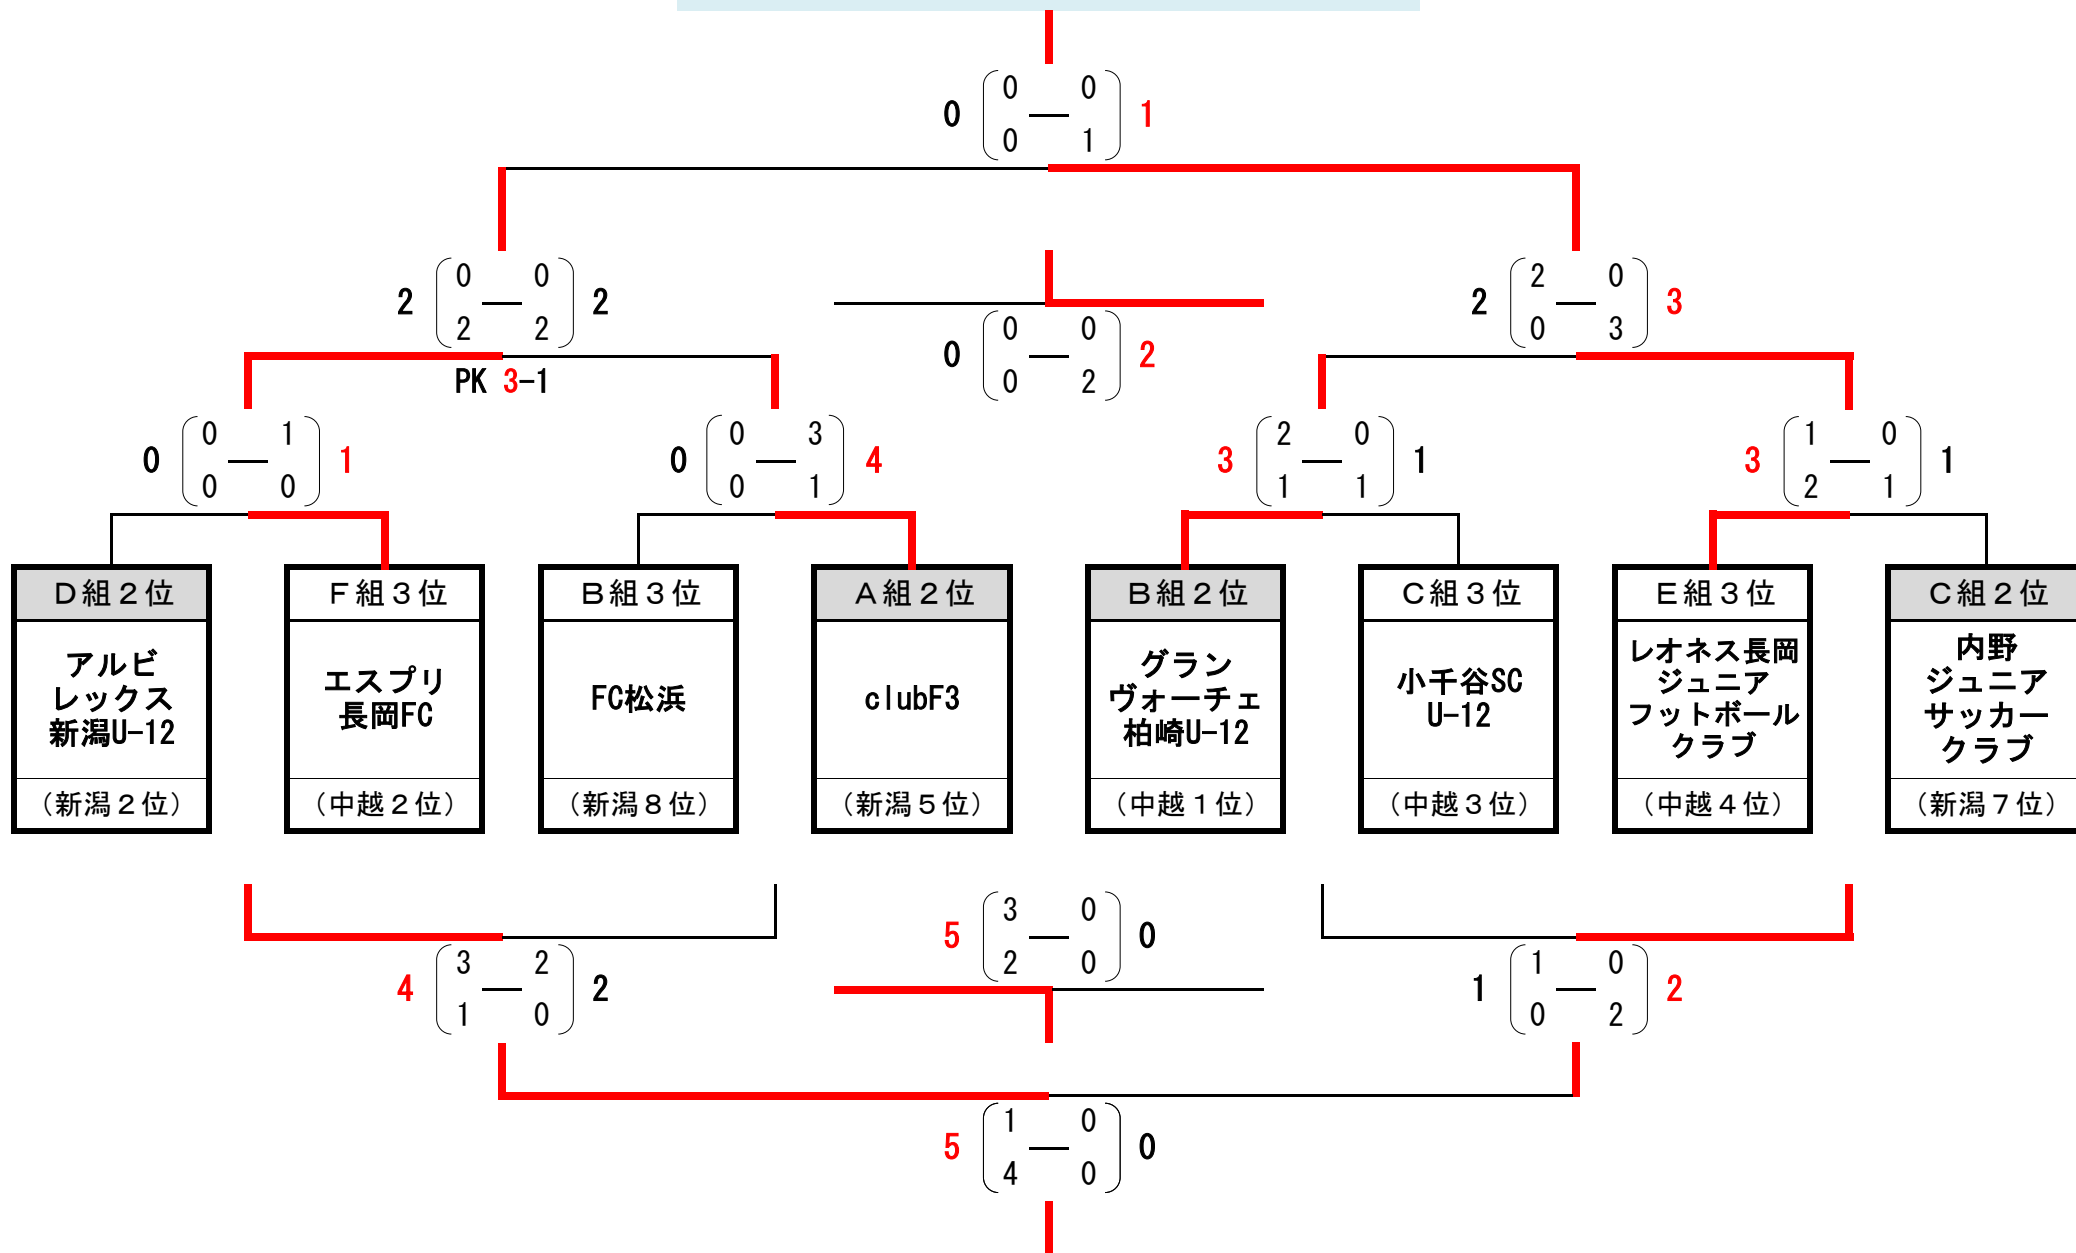 0 0 0 1
0 1
2 0 0 2
2 2
PK 3-1
0 0 2
0 2
2 2 0 3
0 3
0 0 1 1
0 0
0 0 3 4
0 1
3 2 0 1
1 1
3 1 0 1
2 1
D組2位
アルビ
レックス
新潟U-12
(新潟2位)
F組3位
エスプリ
長岡FC
(中越2位)
B組3位
FC松浜
(新潟8位)
A組2位
clubF3
(新潟5位)
B組2位
グラン
ヴォーチェ
柏崎U-12
(中越1位)
C組3位
小千谷SC
U-12
(中越3位)
E組3位
レオネス長岡
ジュニア
フットボール
クラブ
(中越4位)
C組2位
内野
ジュニア
サッカー
クラブ
(新潟7位)
5 3 0 0
2 0
4 3 2 2
1 0
1 1 0 2
0 2
5 1 0 0
4 0